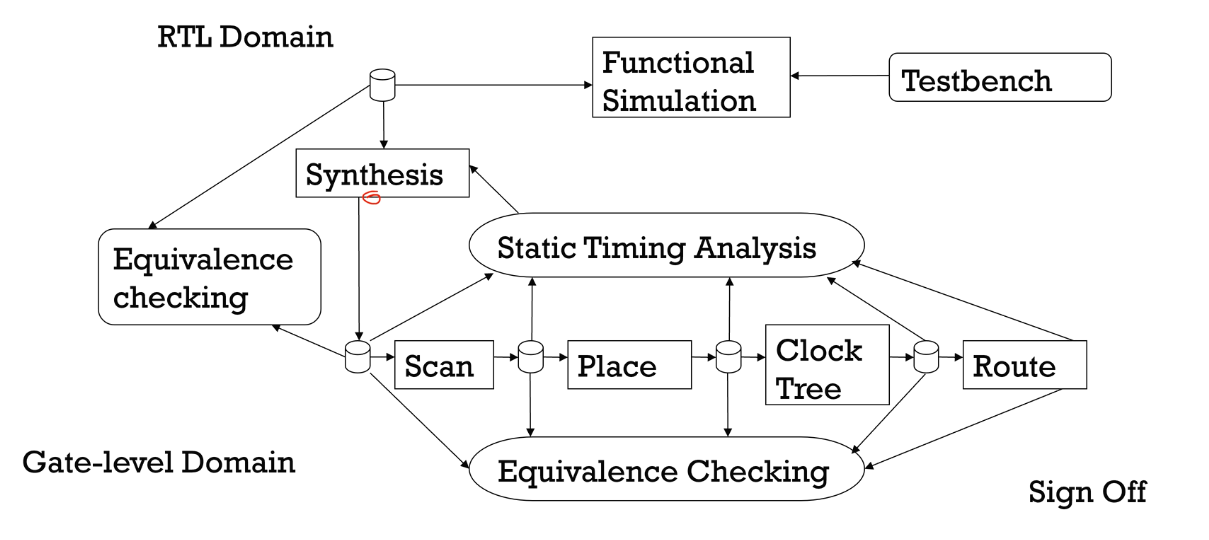 RTL Domain
Functional
Simulation
Testbench
Synthesis
Static Timing Analysis
Equivalence
checking
Scan
Place
Clock
Tree
Route
Gate-level Domain
Equivalence Checking
Sign Off